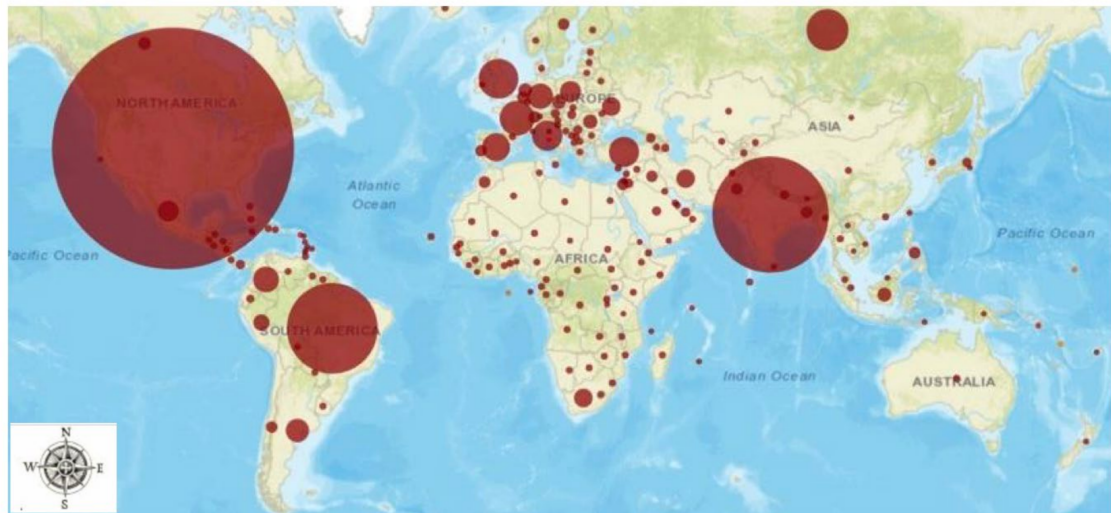 NORTH AMERICA
EUROPE
ASIA
Atlantic
Ocean
Pacific Ocean
Pacific Ocean
AFRICA
SOUTH AMERICA
Indian Ocean
AUSTRALIA
N
W E
S